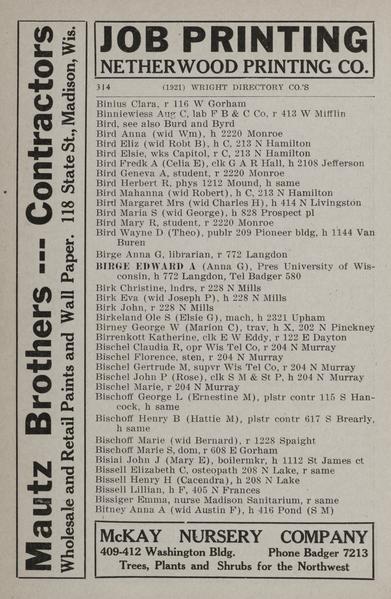 Mautz Brothers --- Contractors
Wholesale and Retail Paints and Wall Paper. 118 State St., Madison, Wis.
JOB PRINTING
NETHERWOOD PRINTING CO.
314 (1921) WRIGHT DIRECTORY CO.'S
Binius Clara, r 116 W Gorham
Binniewiess Aug C, lab F B & C Co, r 413 W Mifflin
Bird, see also Burd and Byrd
Bird Anna (wid Wm), h 2220 Monroe
Bird Eliz (wid Robt B), h C, 213 N Hamilton
Bird Elsie, wks Capitol, r C, 213 N Hamilton
Bird Fredk A (Celia E), clk G A R Hall, h 2108 Jefferson
Bird Geneva A, student, r 2220 Monroe
Bird Herbert R, phys 1212 Mound, h same
Bird Mahanna (wid Robert), h C, 213 N Hamilton
Bird Margaret Mrs (wid Charles H), h 414 N Livingston
Bird Maria S (wid George), h 828 Prospect pl
Bird Mary R, student, r 2220 Monroe
Bird Wayne D (Theo), publr 209 Pioneer bldg, h 1144 Van
Buren
Birge Anna G, librarian, r 772 Langdon
BIRGE EDWARD A (Anna G), Pres University of Wis-
consin, h 772 Langdon, Tel Badger 580
Birk Christine, lndrs, r 228 N Mills
Birk Eva (wid Joseph P), h 228 N Mills
Birk John, r 228 N Mills
Birkeland Ole S (Elsie G), mach, h 2321 Upham
Birney George W (Marion C), trav, h X, 202 N Pinckney
Birrenkott Katherine, clk E W Eddy, r 122 E Dayton
Bischel Claudia R, opr Wis Tel Co, r 204 N Murray
Bischel Florence, sten, r 204 N Murray
Bischel Gertrude M, supvr Wis Tel Co, r 204 N Murray
Bischel John P (Rose), clk S M & St P, h 204 N Murray
Bischel Marie, r 204 N Murray
Bischoff George L (Ernestine M), plstr contr 115 S Han-
cock, h same
Bischoff Henry B (Hattie M), plstr contr 617 S Brearly,
h same
Bischoff Marie (wid Bernard), r 1228 Spaight
Bischoff Marie S, dom, r 608 E Gorham
Bisiai John J (Mary E), boilermkr, h 1112 St James ct
Bissell Elizabeth C, osteopath 208 N Lake, r same
Bissell Henry H (Cacendra), h 208 N Lake
Bissell Lillian, h F, 405 N Frances
Bissiger Emma, nurse Madison Sanitarium, r same
Bitney Anna A (wid Austin F), h 416 Pond (S M)
McKAY NURSERY COMPANY
409-412 Washington Bldg. Phone Badger 7213
Trees, Plants and Shrubs for the Northwest